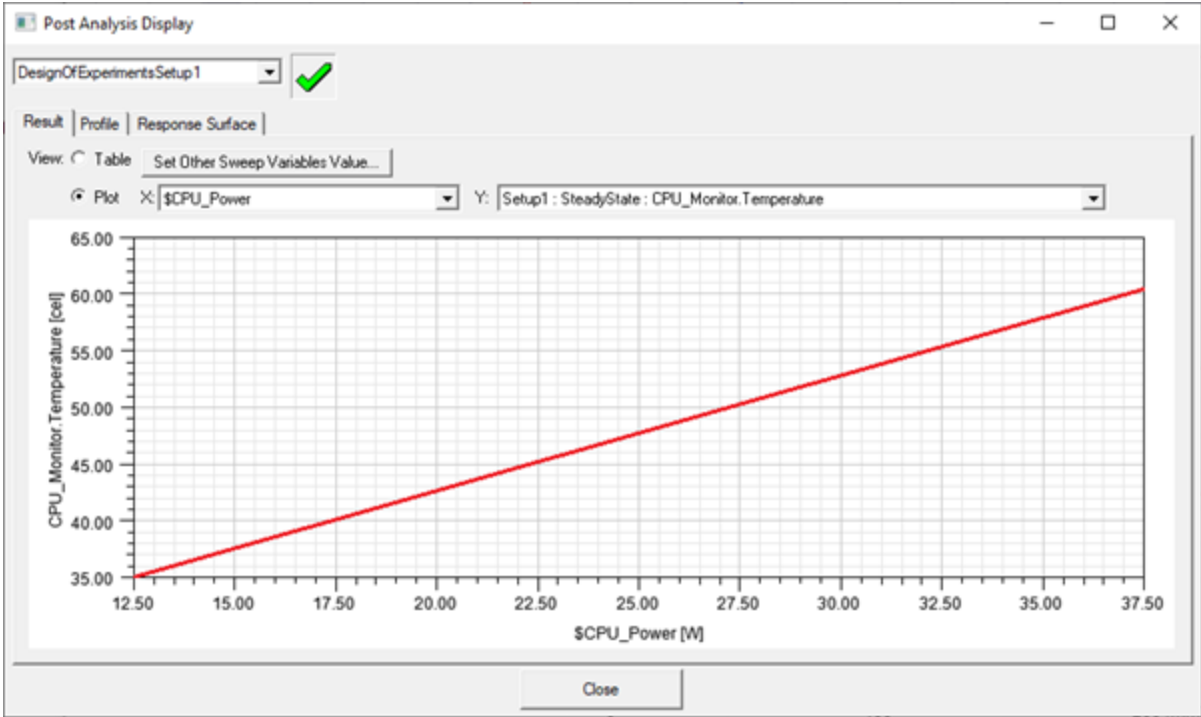 Post Analysis Display
DesignOfExperimentsSetup1
Result Profile Response Surface
View: Table Set Other Sweep Variables Value...
Plot X: $CPU_Power Y: Setup1 : SteadyState : CPU_Monitor.Temperature
CPU_Monitor.Temperature [cel]
65.00
60.00
55.00
50.00
45.00
40.00
35.00
12.50 15.00 17.50 20.00 22.50 25.00 27.50 30.00 32.50 35.00 37.50
$CPU_Power [W]
Close